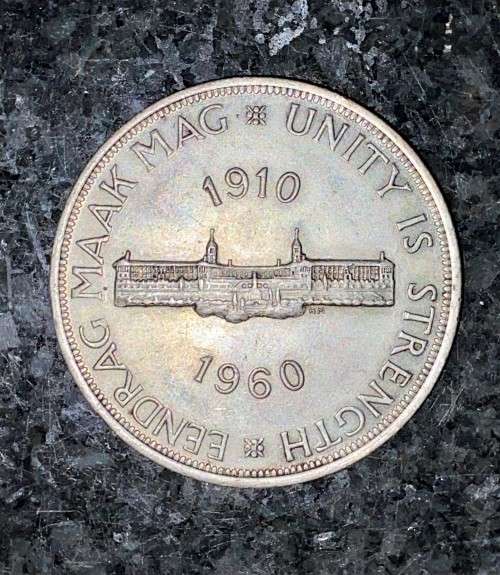 EENDRAG MAAK MAG
UNITY IS STRENGTH
1910
1960